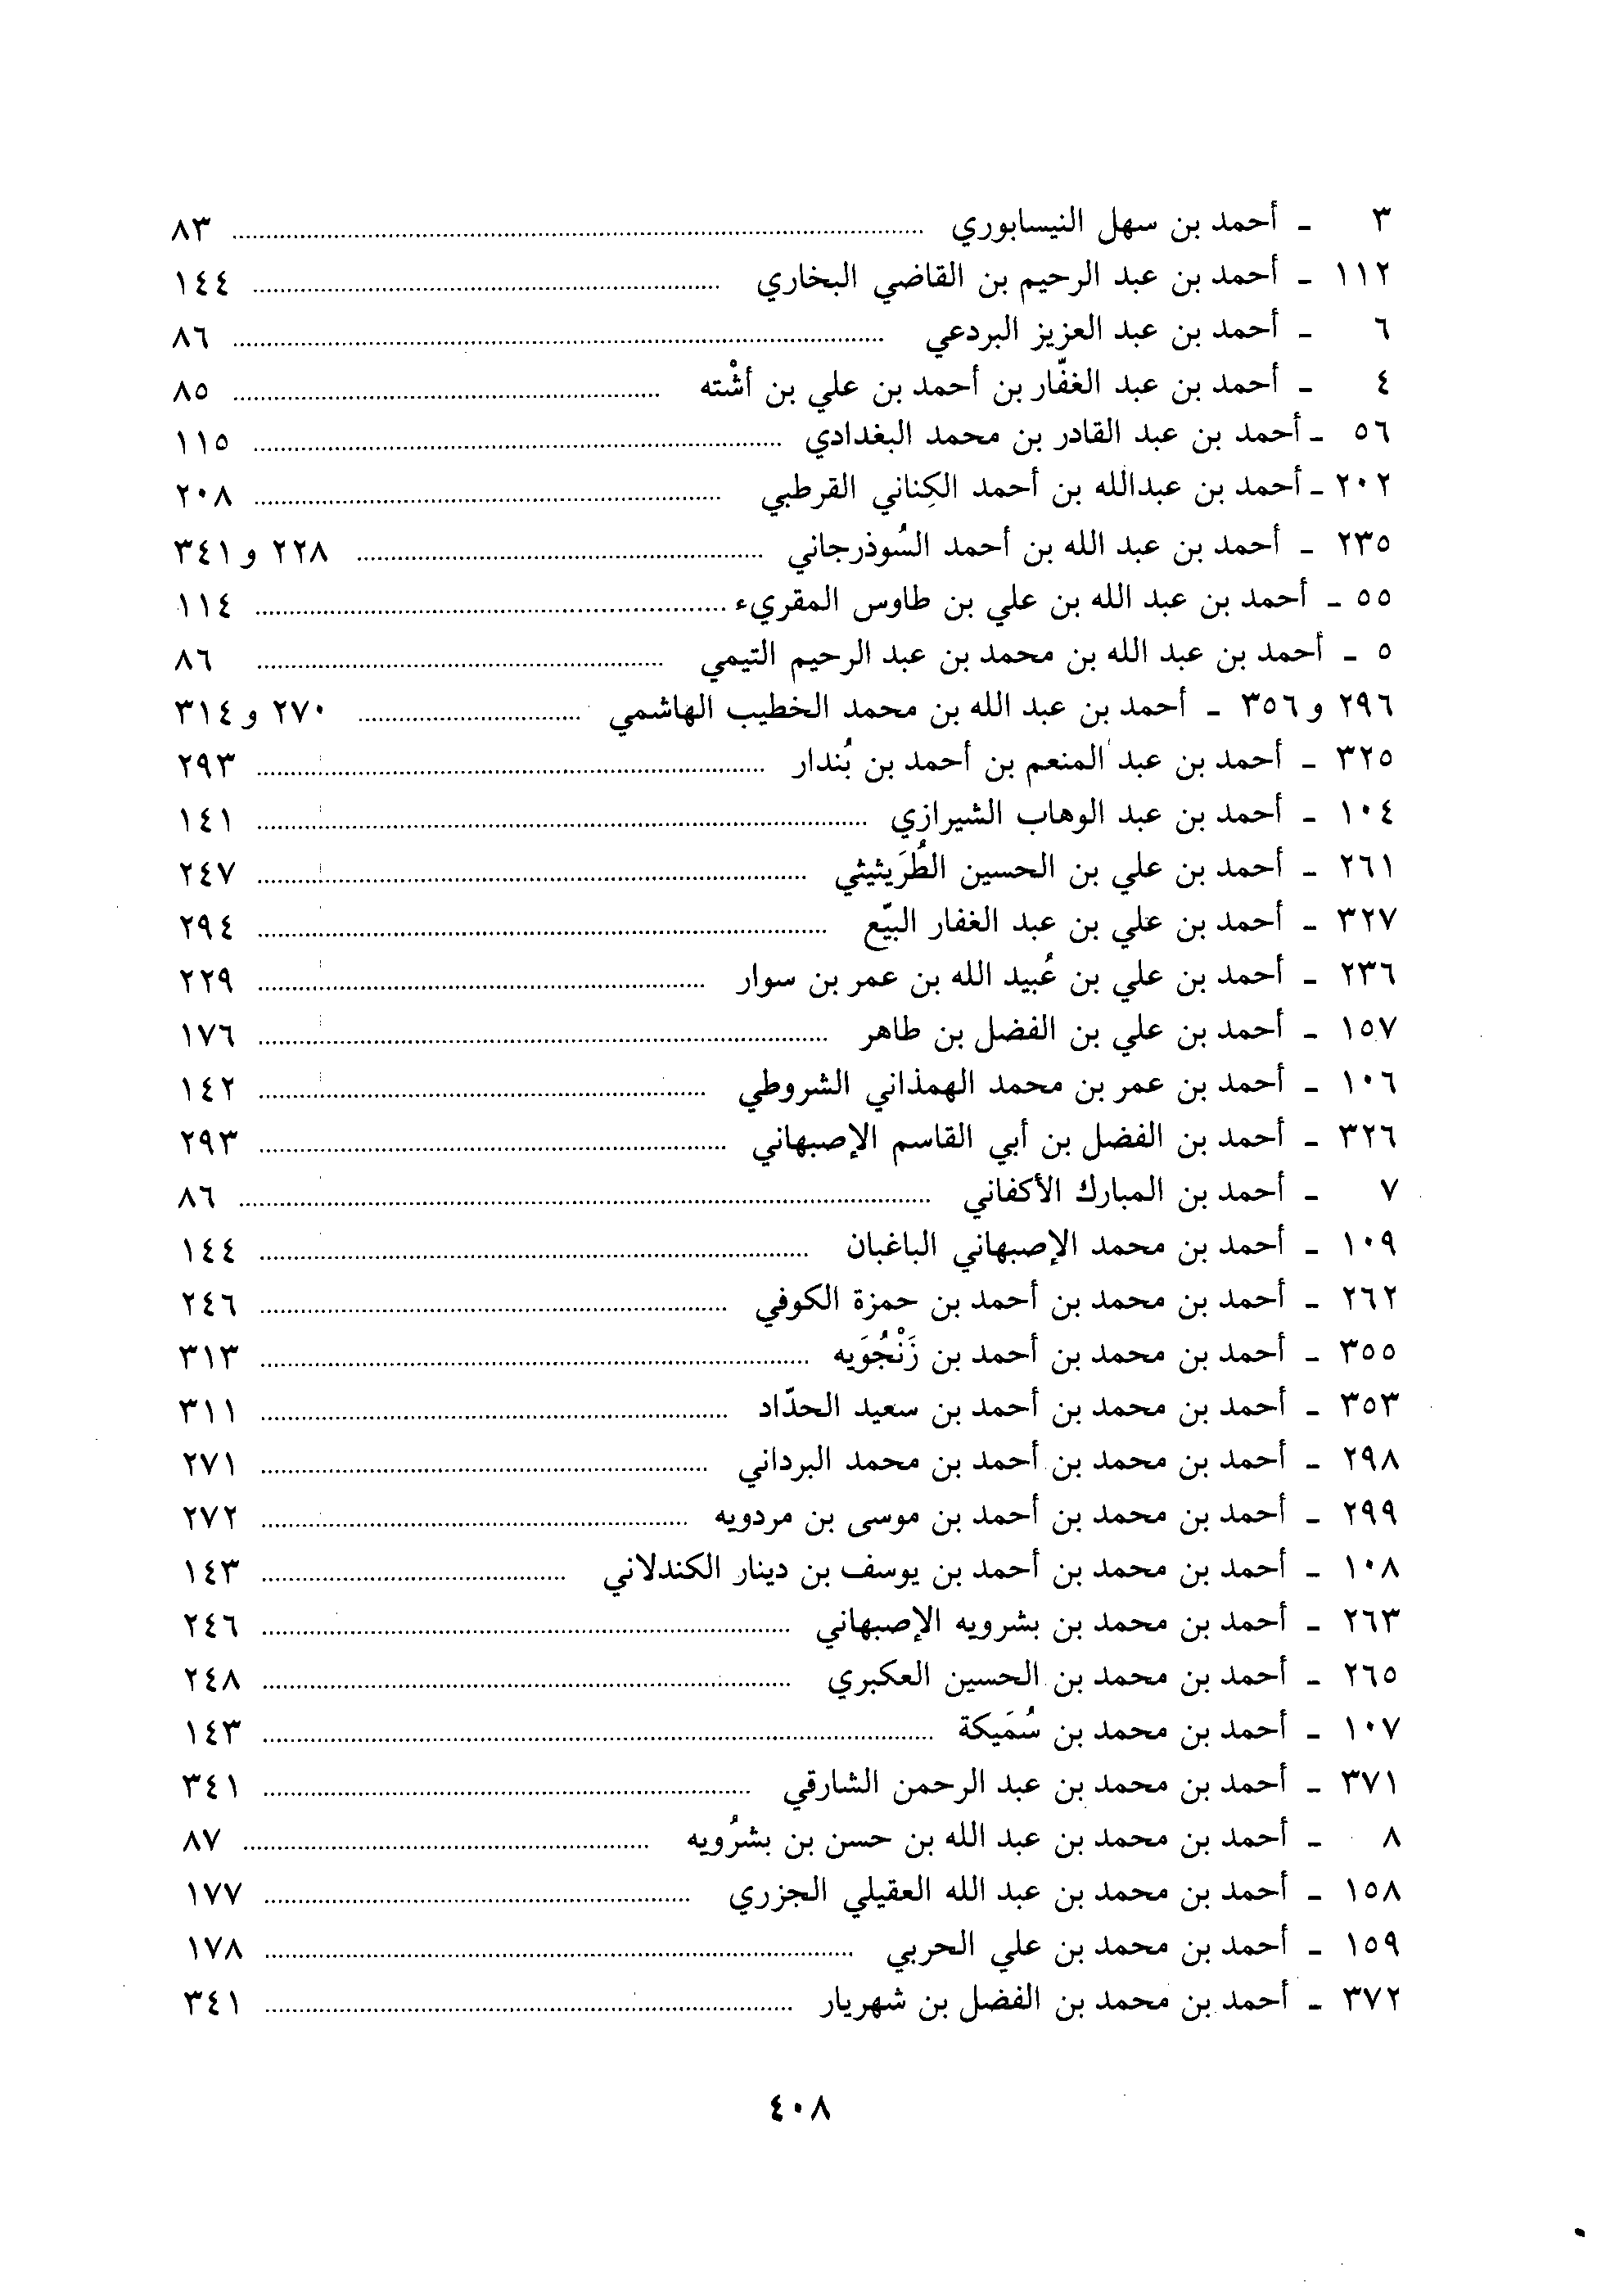 ٣ ـ أحمد بن سهل النيسابوري ........ ٨٣
١١٢ ـ أحمد بن عبد الرحيم بن القاضي البخاري ........ ١٤٤
٦ ـ أحمد بن عبد العزيز البردعي ........ ٨٦
٤ ـ أحمد بن عبد الغفّار بن أحمد بن علي بن أشْته ........ ٨٥
٥٦ ـ أحمد بن عبد القادر بن محمد البغدادي ........ ١١٥
٢٠٢ ـ أحمد بن عبدالله بن أحمد الكِناني القرطبي ........ ٢٠٨
٢٣٥ ـ أحمد بن عبد الله بن أحمد السُوذرجاني ........ ٢٢٨ و ٣٤١
٥٥ ـ أحمد بن عبد الله بن علي بن طاوس المقريء ........ ١١٤
٥ ـ أحمد بن عبد الله بن محمد بن عبد الرحيم التيمي ........ ٨٦
٢٩٦ و ٣٥٦ ـ أحمد بن عبد الله بن محمد الخطيب الهاشمي ........ ٢٧٠ و ٣١٤
٣٢٥ ـ أحمد بن عبد المنعم بن أحمد بن بُندار ........ ٢٩٣
١٠٤ ـ أحمد بن عبد الوهاب الشيرازي ........ ١٤١
٢٦١ ـ أحمد بن علي بن الحسين الطُرَيثيثي ........ ٢٤٧
٣٢٧ ـ أحمد بن علي بن عبد الغفار البيّع ........ ٢٩٤
٢٣٦ ـ أحمد بن علي بن عُبيد الله بن عمر بن سوار ........ ٢٢٩
١٥٧ ـ أحمد بن علي بن الفضل بن طاهر ........ ١٧٦
١٠٦ ـ أحمد بن عمر بن محمد الهمذاني الشروطي ........ ١٤٢
٣٢٦ ـ أحمد بن الفضل بن أبي القاسم الإصبهاني ........ ٢٩٣
٧ ـ أحمد بن المبارك الأكفاني ........ ٨٦
١٠٩ ـ أحمد بن محمد الإصبهاني الباغبان ........ ١٤٤
٢٦٢ ـ أحمد بن محمد بن أحمد بن حمزة الكوفي ........ ٢٤٦
٣٥٥ ـ أحمد بن محمد بن أحمد بن زَنْجُوَيه ........ ٣١٣
٣٥٣ ـ أحمد بن محمد بن أحمد بن سعيد الحدّاد ........ ٣١١
٢٩٨ ـ أحمد بن محمد بن أحمد بن محمد البرداني ........ ٢٧١
٢٩٩ ـ أحمد بن محمد بن أحمد بن موسى بن مردويه ........ ٢٧٢
١٠٨ ـ أحمد بن محمد بن أحمد بن يوسف بن دينار الكندلاني ........ ١٤٣
٢٦٣ ـ أحمد بن محمد بن بشرويه الإصبهاني ........ ٢٤٦
٢٦٥ ـ أحمد بن محمد بن الحسين العكبري ........ ٢٤٨
١٠٧ ـ أحمد بن محمد بن سُمَيكة ........ ١٤٣
٣٧١ ـ أحمد بن محمد بن عبد الرحمن الشارقي ........ ٣٤١
٨ ـ أحمد بن محمد بن عبد الله بن حسن بن بشرُويه ........ ٨٧
١٥٨ ـ أحمد بن محمد بن عبد الله العقيلي الجزري ........ ١٧٧
١٥٩ ـ أحمد بن محمد بن علي الحربي ........ ١٧٨
٣٧٢ ـ أحمد بن محمد بن الفضل بن شهريار ........ ٣٤١
٤٠٨